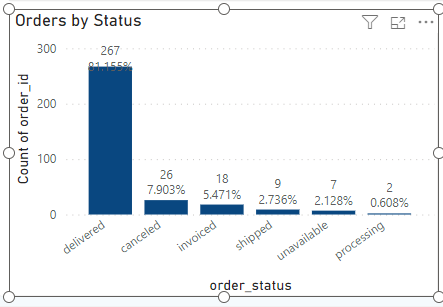 Orders by Status
Count of order_id
300
200
100
0
267
81.155%
26
7.903%
18
5.471%
9
2.736%
7
2.128%
2
0.608%
delivered
canceled
invoiced
shipped
unavailable
processing
order_status